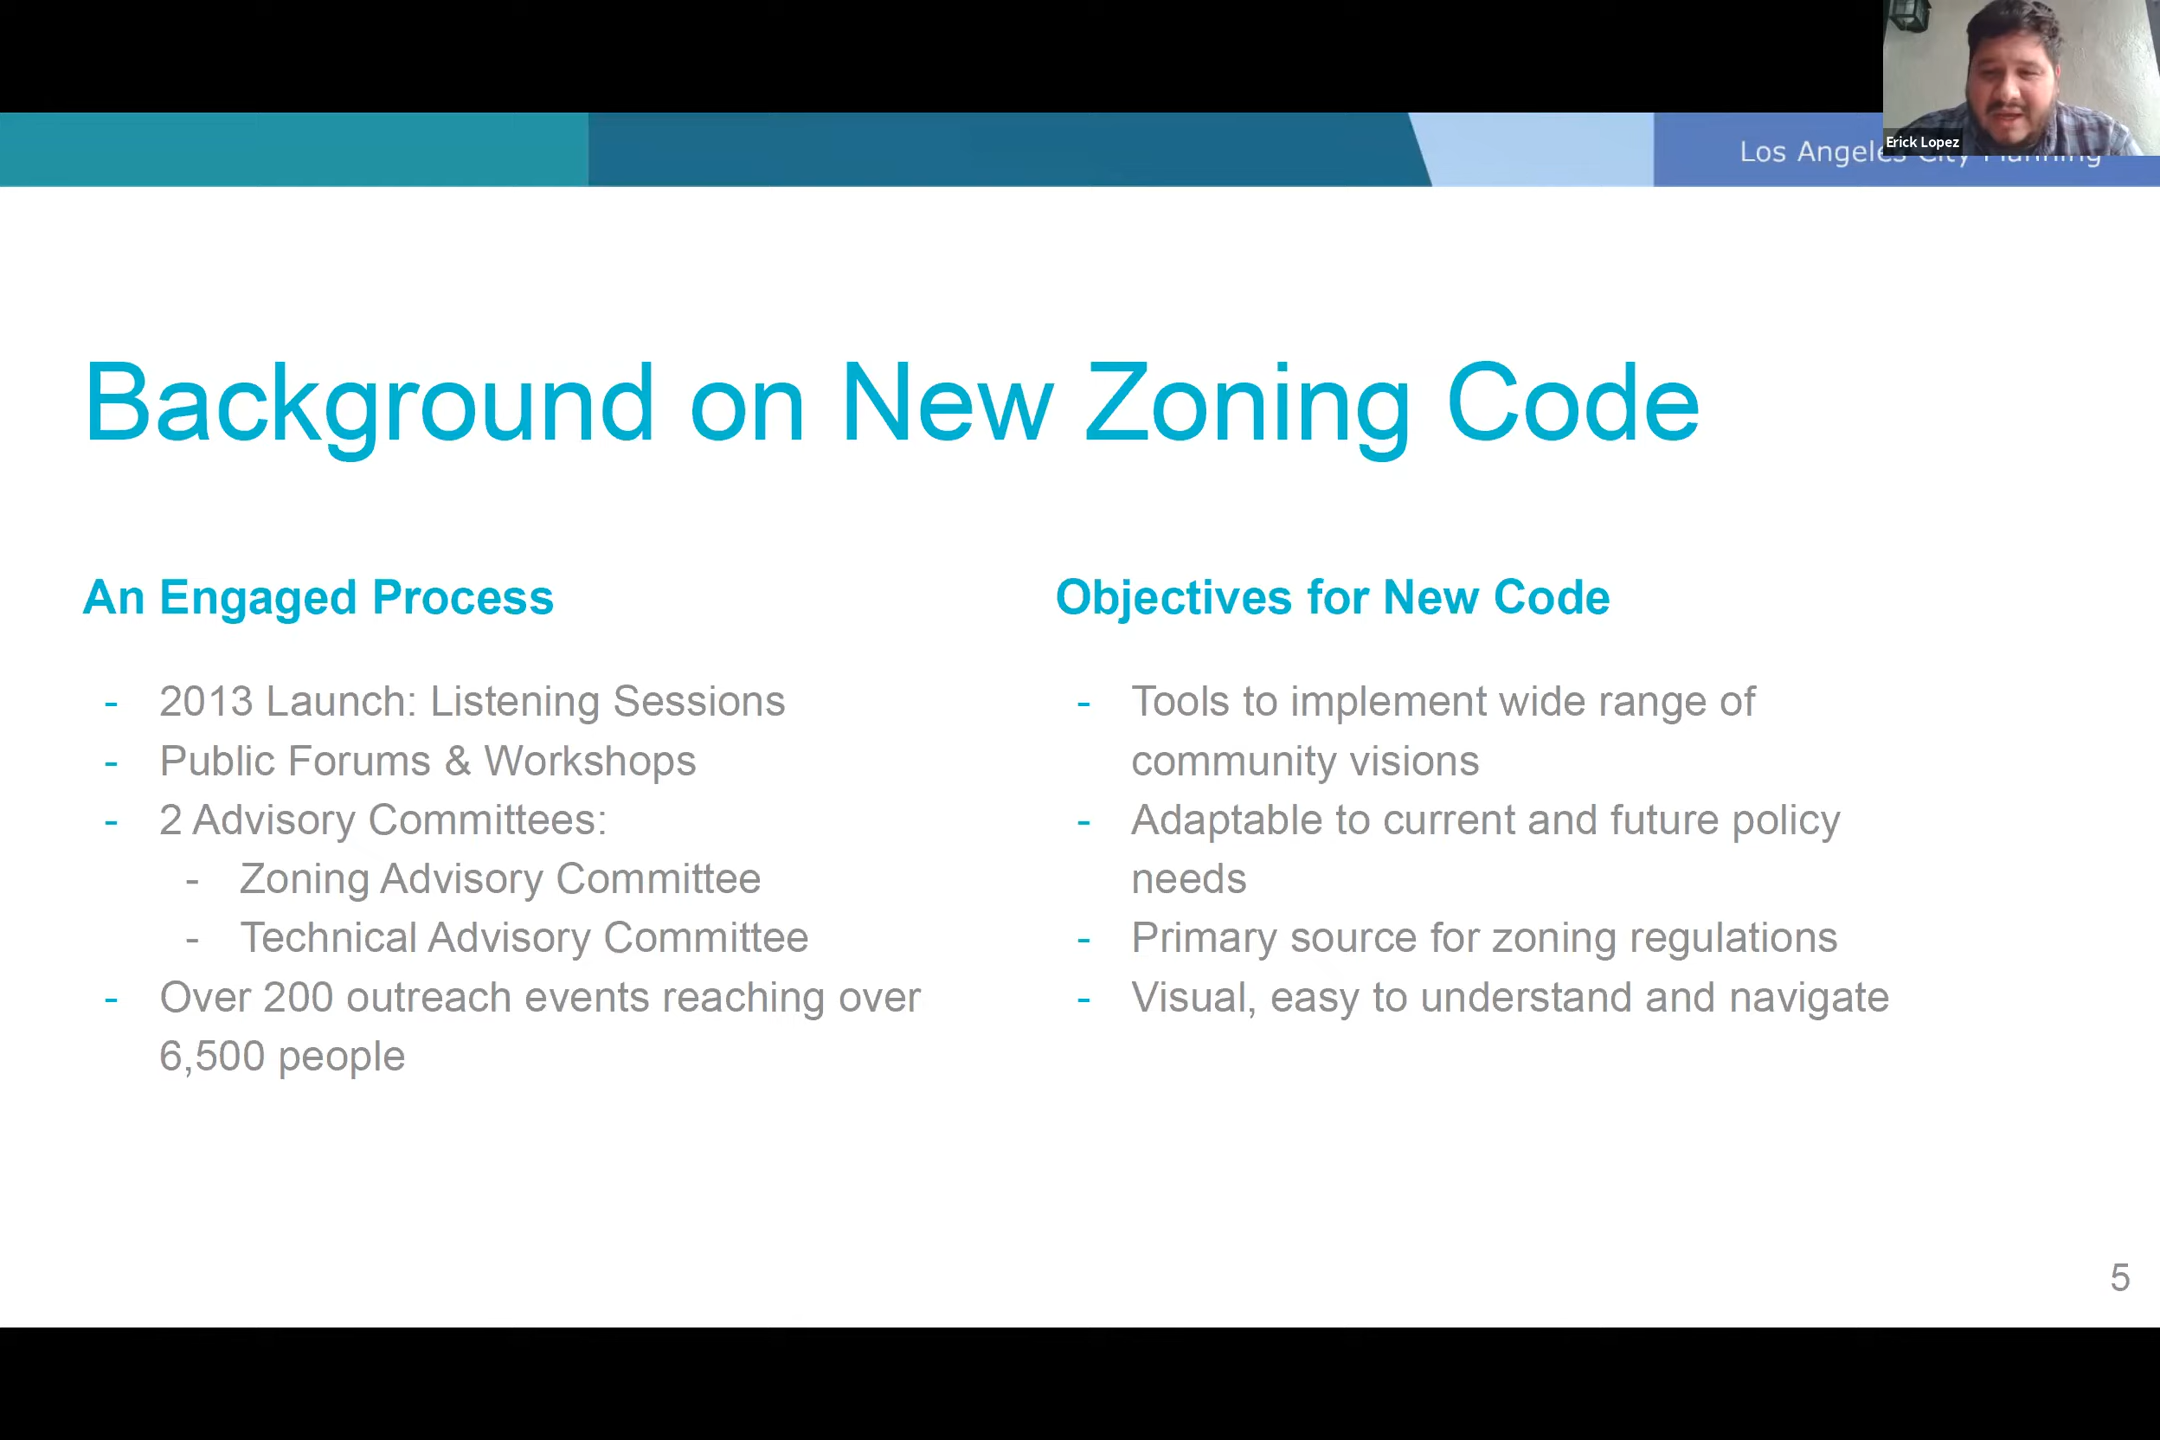 Erick Lopez
Los Angeles City Planning
Background on New Zoning Code
An Engaged Process
- 2013 Launch: Listening Sessions
- Public Forums & Workshops
- 2 Advisory Committees:
- Zoning Advisory Committee
- Technical Advisory Committee
- Over 200 outreach events reaching over
6,500 people
Objectives for New Code
- Tools to implement wide range of
community visions
- Adaptable to current and future policy
needs
- Primary source for zoning regulations
- Visual, easy to understand and navigate
5